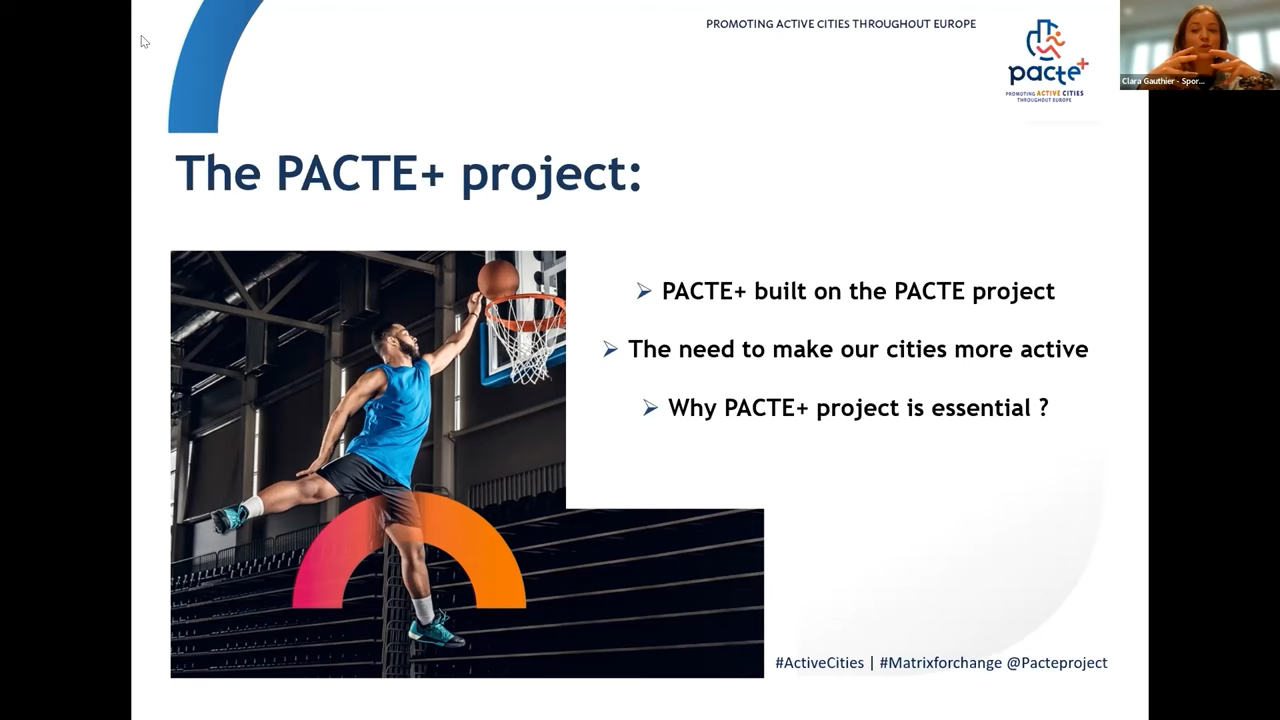 PROMOTING ACTIVE CITIES THROUGHOUT EUROPE
pacte+
PROMOTING ACTIVE CITIES
THROUGHOUT EUROPE
Clara Gauthier - Spor...
The PACTE+ project:
PACTE+ built on the PACTE project
The need to make our cities more active
Why PACTE+ project is essential ?
#ActiveCities | #Matrixforchange @Pacteproject